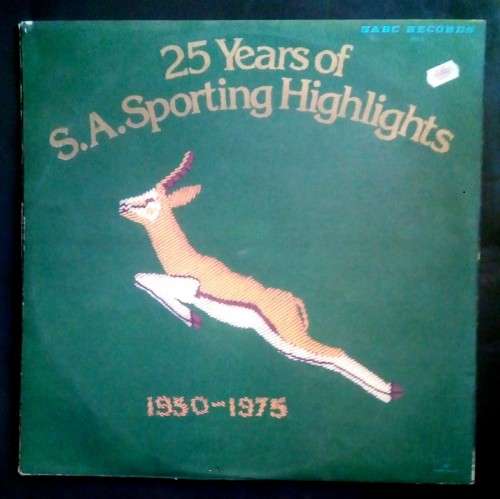 SABC RECORDS
25 Years of
S.A. Sporting Highlights
1950-1975